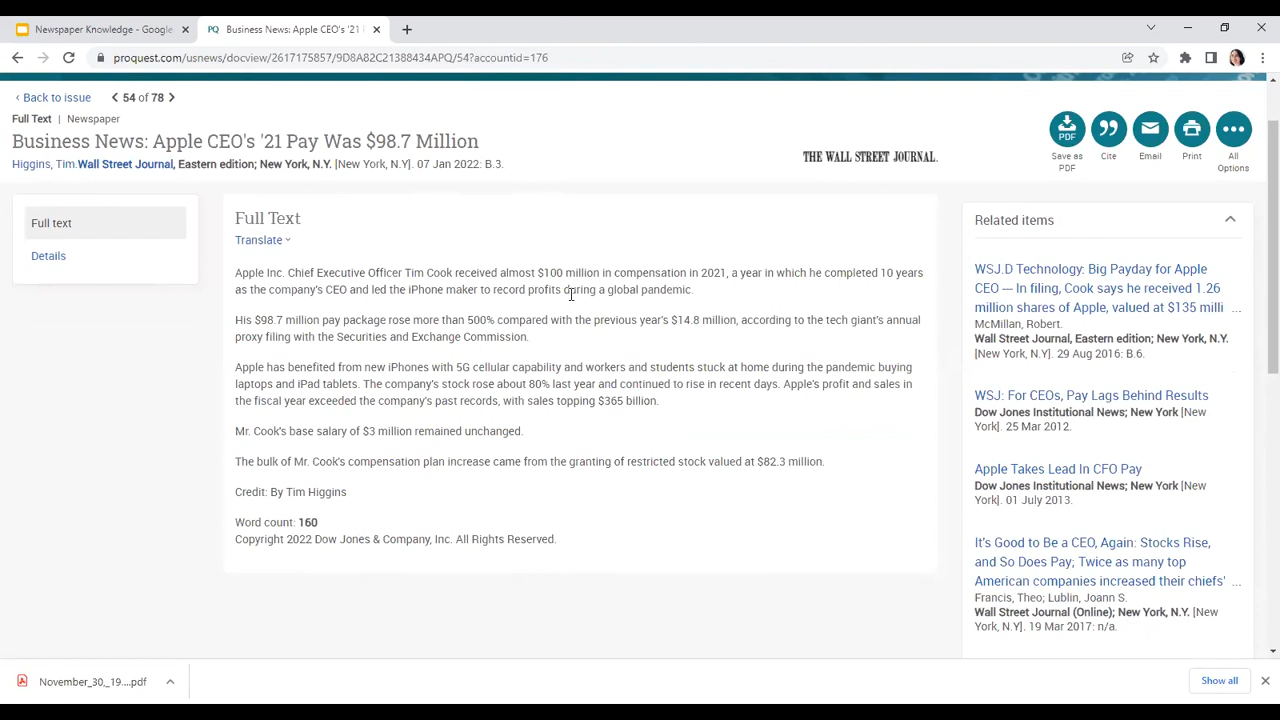 Newspaper Knowledge - Google
PQ Business News: Apple CEO's '21
proquest.com/usnews/docview/2617175857/9D8A82C21388434APQ/54?accountid=176
Back to issue
54 of 78
Full Text | Newspaper
Business News: Apple CEO's '21 Pay Was $98.7 Million
Higgins, Tim.Wall Street Journal, Eastern edition; New York, N.Y. [New York, N.Y]. 07 Jan 2022: B.3.
THE WALL STREET JOURNAL.
PDF
Save as PDF
Cite
Email
Print
All Options
Full text
Details
Full Text
Translate
Apple Inc. Chief Executive Officer Tim Cook received almost $100 million in compensation in 2021, a year in which he completed 10 years
as the company's CEO and led the iPhone maker to record profits during a global pandemic.
His $98.7 million pay package rose more than 500% compared with the previous year's $14.8 million, according to the tech giant's annual
proxy filing with the Securities and Exchange Commission.
Apple has benefited from new iPhones with 5G cellular capability and workers and students stuck at home during the pandemic buying
laptops and iPad tablets. The company's stock rose about 80% last year and continued to rise in recent days. Apple's profit and sales in
the fiscal year exceeded the company's past records, with sales topping $365 billion.
Mr. Cook's base salary of $3 million remained unchanged.
The bulk of Mr. Cook's compensation plan increase came from the granting of restricted stock valued at $82.3 million.
Credit: By Tim Higgins
Word count: 160
Copyright 2022 Dow Jones & Company, Inc. All Rights Reserved.
Related items
WSJ.D Technology: Big Payday for Apple
CEO --- In filing, Cook says he received 1.26
million shares of Apple, valued at $135 milli ...
McMillan, Robert.
Wall Street Journal, Eastern edition; New York, N.Y.
[New York, N.Y]. 29 Aug 2016: B.6.
WSJ: For CEOs, Pay Lags Behind Results
Dow Jones Institutional News; New York [New
York]. 25 Mar 2012.
Apple Takes Lead In CFO Pay
Dow Jones Institutional News; New York [New
York]. 01 July 2013.
It's Good to Be a CEO, Again: Stocks Rise,
and So Does Pay; Twice as many top
American companies increased their chiefs' ...
Francis, Theo; Lublin, Joann S.
Wall Street Journal (Online); New York, N.Y. [New
York, N.Y]. 19 Mar 2017: n/a.
November_30,_19....pdf
Show all